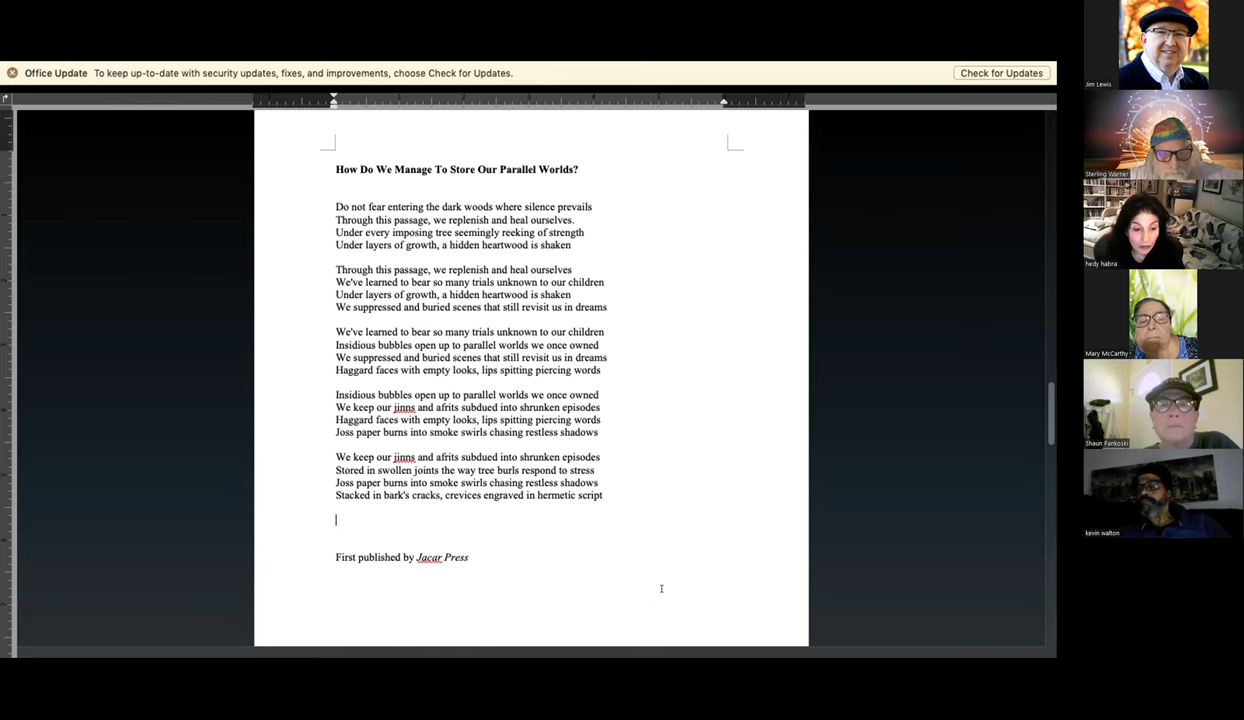 Office Update To keep up-to-date with security updates, fixes, and improvements, choose Check for Updates.
Check for Updates
How Do We Manage To Store Our Parallel Worlds?
Do not fear entering the dark woods where silence prevails
Through this passage, we replenish and heal ourselves.
Under every imposing tree seemingly reeking of strength
Under layers of growth, a hidden heartwood is shaken
Through this passage, we replenish and heal ourselves
We've learned to bear so many trials unknown to our children
Under layers of growth, a hidden heartwood is shaken
We suppressed and buried scenes that still revisit us in dreams
We've learned to bear so many trials unknown to our children
Insidious bubbles open up to parallel worlds we once owned
We suppressed and buried scenes that still revisit us in dreams
Haggard faces with empty looks, lips spitting piercing words
Insidious bubbles open up to parallel worlds we once owned
We keep our jinns and afrits subdued into shrunken episodes
Haggard faces with empty looks, lips spitting piercing words
Joss paper burns into smoke swirls chasing restless shadows
We keep our jinns and afrits subdued into shrunken episodes
Stored in swollen joints the way tree burls respond to stress
Joss paper burns into smoke swirls chasing restless shadows
Stacked in bark's cracks, crevices engraved in hermetic script
First published by Jacar Press
Jim Lewis
Sterling Warner
hedy habra
Mary McCarthy
Shaun Pankoski
kevin walton